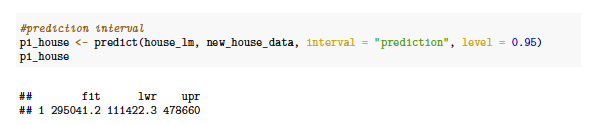 #prediction interval
pi_house <- predict(house_lm, new_house_data, interval = "prediction", level = 0.95)
pi_house
##        fit      lwr    upr
## 1 295041.2 111422.3 478660